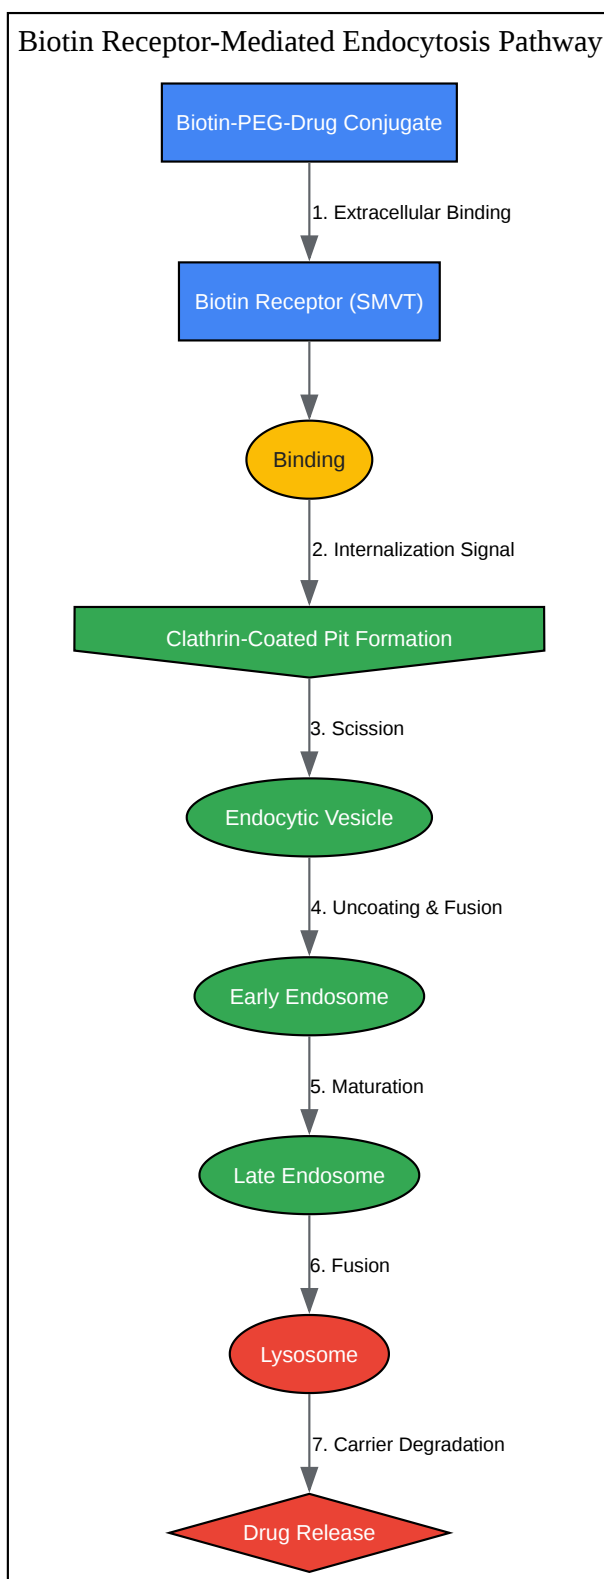 Biotin Receptor-Mediated Endocytosis Pathway
Biotin-PEG-Drug Conjugate
1. Extracellular Binding
Biotin Receptor (SMVT)
Binding
2. Internalization Signal
Clathrin-Coated Pit Formation
3. Scission
Endocytic Vesicle
4. Uncoating & Fusion
Early Endosome
5. Maturation
Late Endosome
6. Fusion
Lysosome
7. Carrier Degradation
Drug Release